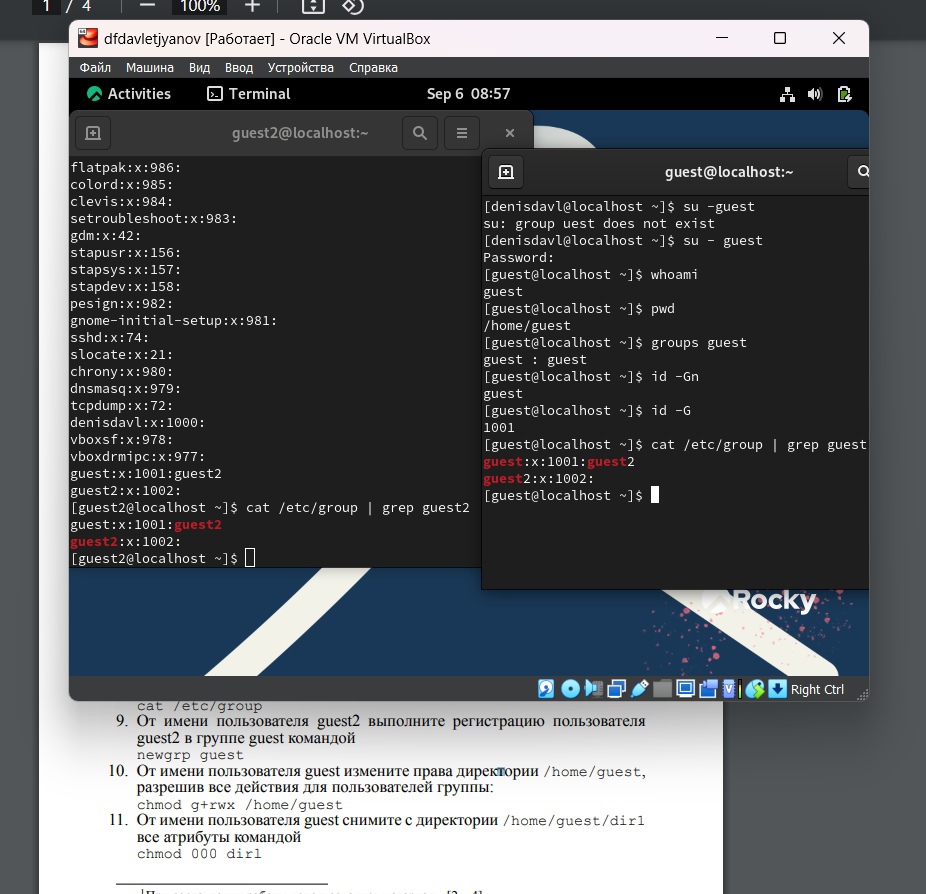 1 / 4 — 100% +
dfdavletjyanov [Работает] - Oracle VM VirtualBox
Файл Машина Вид Ввод Устройства Справка
Activities Terminal Sep 6 08:57
guest2@localhost:~
flatpak:x:986:
colord:x:985:
clevis:x:984:
setroubleshoot:x:983:
gdm:x:42:
stapusr:x:156:
stapsys:x:157:
stapdev:x:158:
pesign:x:982:
gnome-initial-setup:x:981:
sshd:x:74:
slocate:x:21:
chrony:x:980:
dnsmasq:x:979:
tcpdump:x:72:
denisdavl:x:1000:
vboxsf:x:978:
vboxdrmipc:x:977:
guest:x:1001:guest2
guest2:x:1002:
[guest2@localhost ~]$ cat /etc/group | grep guest2
guest:x:1001:guest2
guest2:x:1002:
[guest2@localhost ~]$
guest@localhost:~
[denisdavl@localhost ~]$ su -guest
su: group uest does not exist
[denisdavl@localhost ~]$ su - guest
Password:
[guest@localhost ~]$ whoami
guest
[guest@localhost ~]$ pwd
/home/guest
[guest@localhost ~]$ groups guest
guest : guest
[guest@localhost ~]$ id -Gn
guest
[guest@localhost ~]$ id -G
1001
[guest@localhost ~]$ cat /etc/group | grep guest
guest:x:1001:guest2
guest2:x:1002:
[guest@localhost ~]$
Rocky
Right Ctrl
cat /etc/group
9. От имени пользователя guest2 выполните регистрацию пользователя
guest2 в группе guest командой
newgrp guest
10. От имени пользователя guest измените права директории /home/guest,
разрешив все действия для пользователей группы:
chmod g+rwx /home/guest
11. От имени пользователя guest снимите с директории /home/guest/dir1
все атрибуты командой
chmod 000 dir1